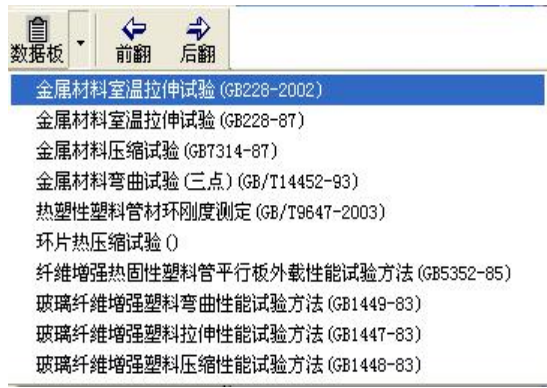 数据板 前翻 后翻
金属材料室温拉伸试验(GB228-2002)
金属材料室温拉伸试验(GB228-87)
金属材料压缩试验(GB7314-87)
金属材料弯曲试验(三点)(GB/T14452-93)
热塑性塑料管材环刚度测定(GB/T9647-2003)
环片热压缩试验()
纤维增强热固性塑料管平行板外载性能试验方法(GB5352-85)
玻璃纤维增强塑料弯曲性能试验方法(GB1449-83)
玻璃纤维增强塑料拉伸性能试验方法(GB1447-83)
玻璃纤维增强塑料压缩性能试验方法(GB1448-83)